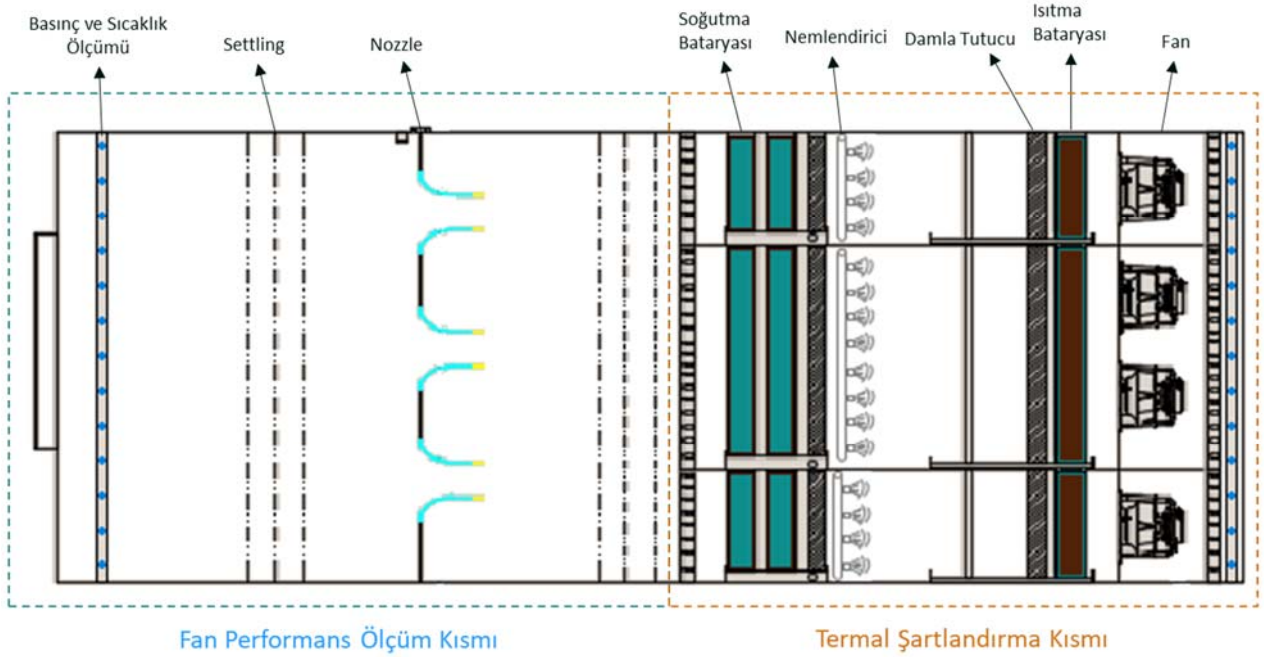 Basınç ve Sıcaklık
Ölçümü
Settling
Nozzle
Soğutma
Bataryası
Nemlendirici
Damla Tutucu
Isıtma
Bataryası
Fan
Fan Performans Ölçüm Kısmı
Termal Şartlandırma Kısmı